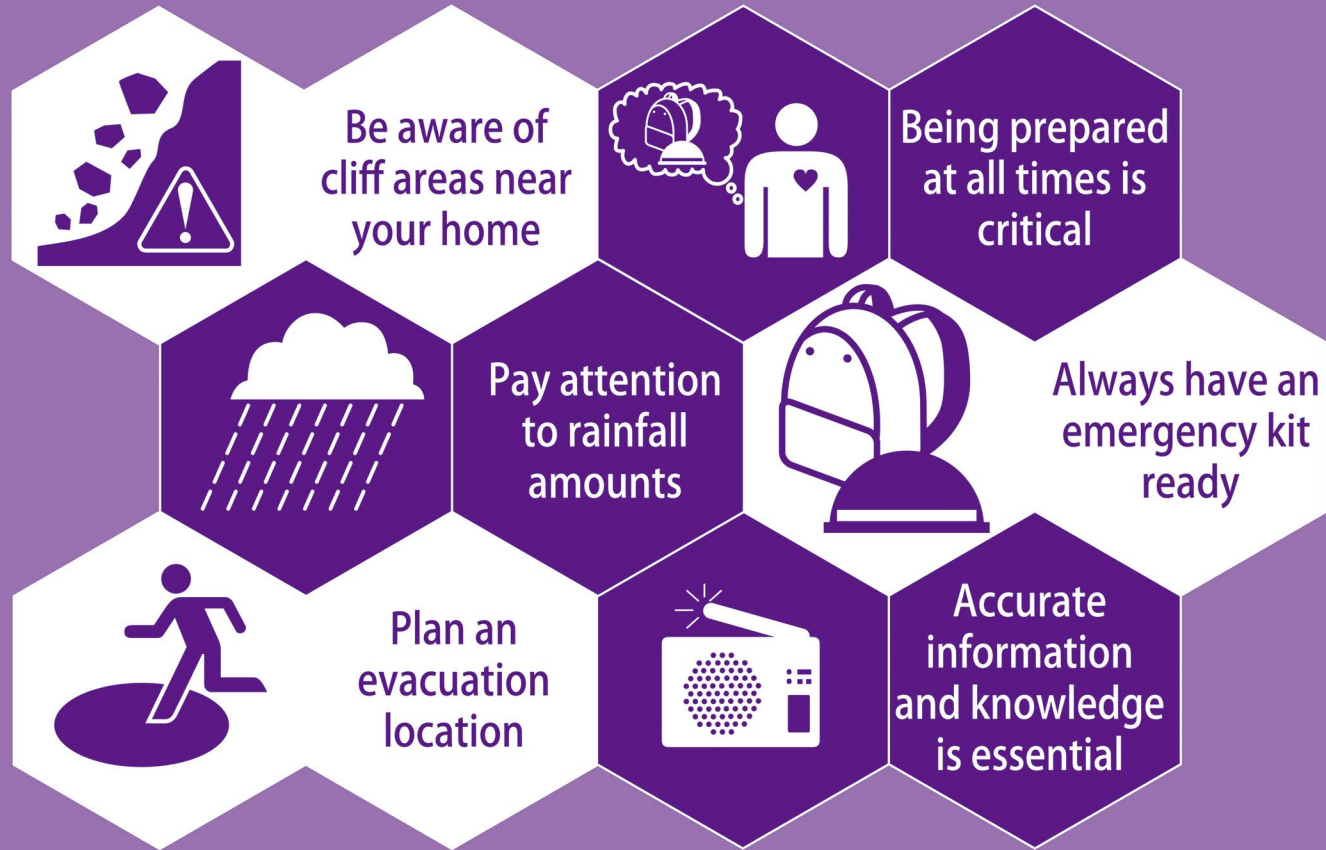 Be aware of
cliff areas near
your home
Being prepared
at all times is
critical
Pay attention
to rainfall
amounts
Always have an
emergency kit
ready
Plan an
evacuation
location
Accurate
information
and knowledge
is essential